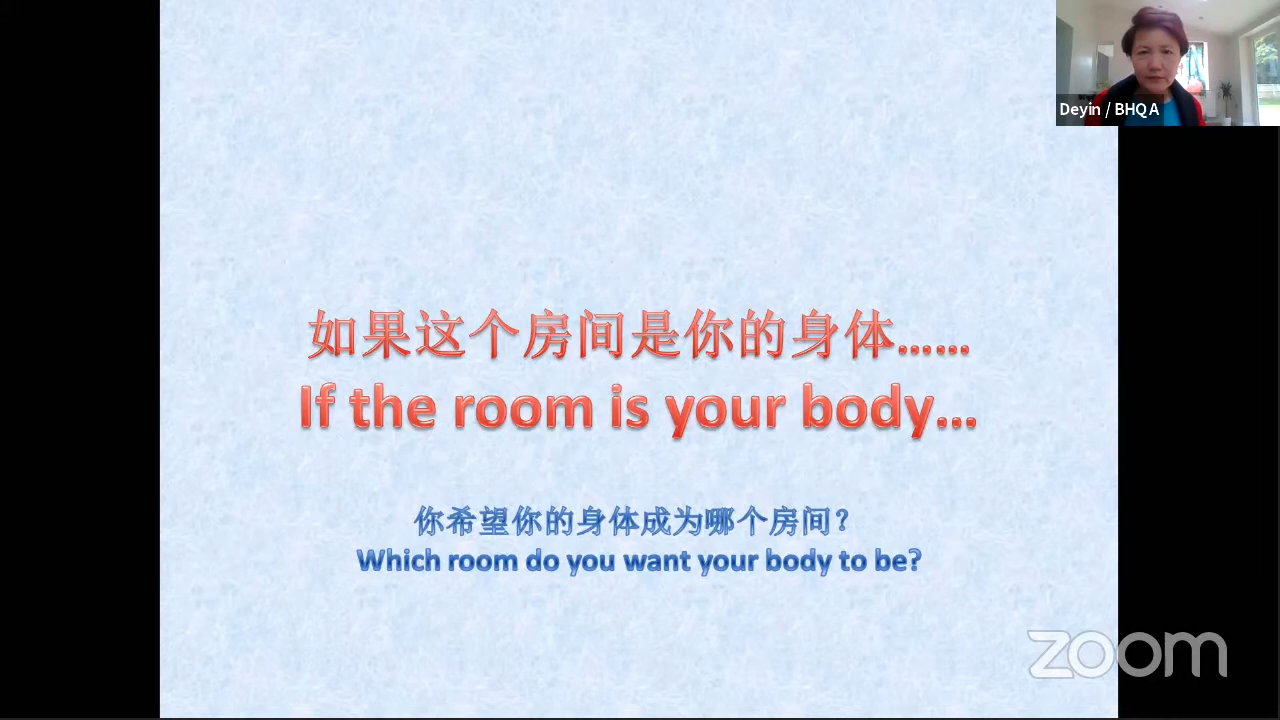 Deyin / BHQA
如果这个房间是你的身体……
If the room is your body...
你希望你的身体成为哪个房间？
Which room do you want your body to be?
zoom